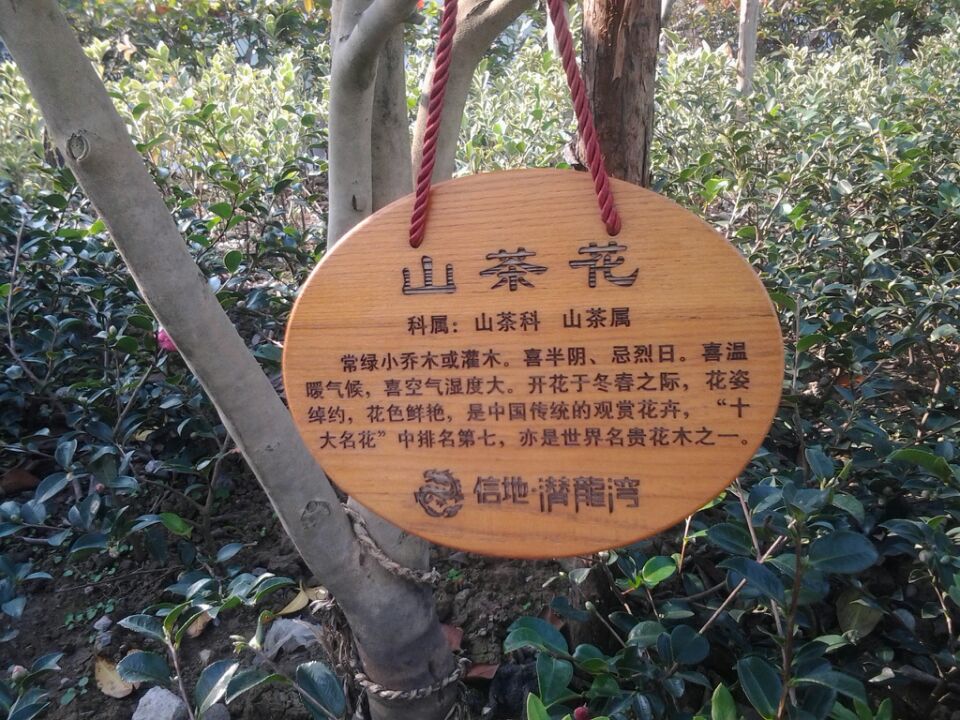 山茶花
科属：山茶科 山茶属
常绿小乔木或灌木。喜半阴、忌烈日。喜温
暖气候，喜空气湿度大。开花于冬春之际，花姿
绰约，花色鲜艳，是中国传统的观赏花卉，“十
大名花”中排名第七，亦是世界名贵花木之一。
信地·潜龍湾